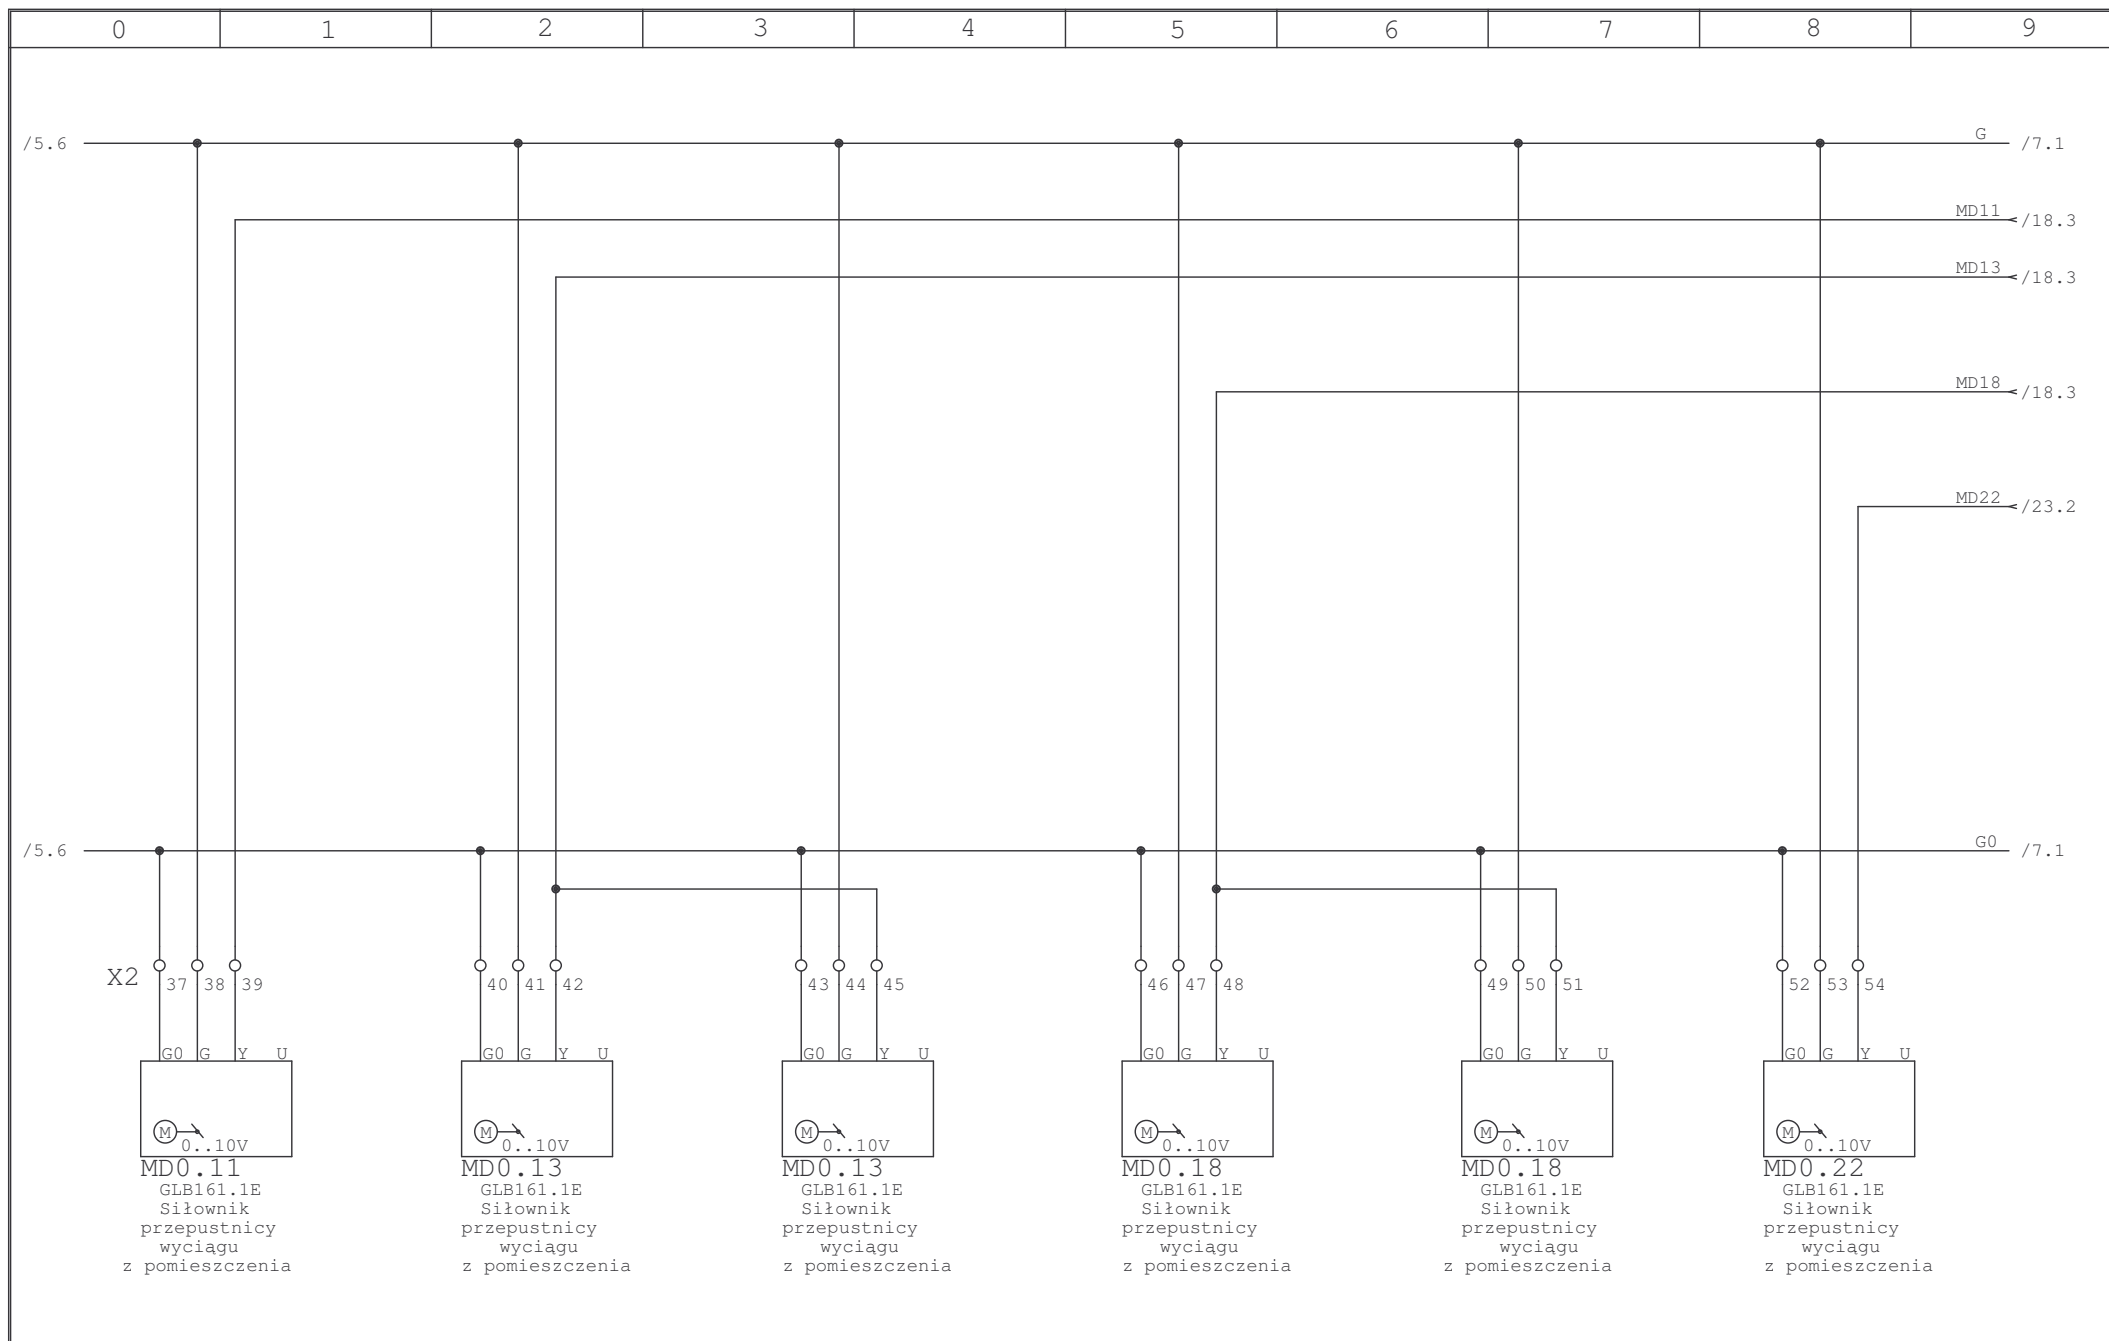 0 1 2 3 4 5 6 7 8 9
/5.6 G /7.1
MD11 /18.3
MD13 /18.3
MD18 /18.3
MD22 /23.2
/5.6 G0 /7.1
X2 37 38 39 40 41 42 43 44 45 46 47 48 49 50 51 52 53 54
G0 G Y U G0 G Y U G0 G Y U G0 G Y U G0 G Y U G0 G Y U
M M M M M M
0..10V 0..10V 0..10V 0..10V 0..10V 0..10V
MD0.11 MD0.13 MD0.13 MD0.18 MD0.18 MD0.22
GLB161.1E GLB161.1E GLB161.1E GLB161.1E GLB161.1E GLB161.1E
Siłownik Siłownik Siłownik Siłownik Siłownik Siłownik
przepustnicy przepustnicy przepustnicy przepustnicy przepustnicy przepustnicy
wyciągu wyciągu wyciągu wyciągu wyciągu wyciągu
z pomieszczenia z pomieszczenia z pomieszczenia z pomieszczenia z pomieszczenia z pomieszczenia